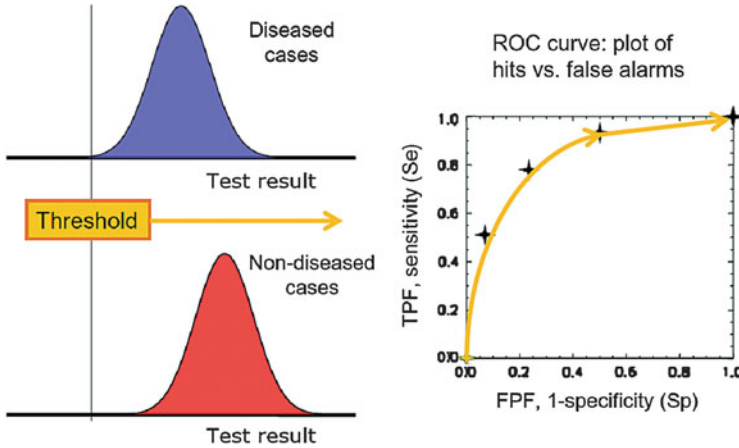 Diseased
cases
Test result
Threshold
Non-diseased
cases
Test result
ROC curve: plot of
hits vs. false alarms
TPF, sensitivity (Se)
1.0
0.8
0.6
0.4
0.2
0.0
0.0 0.2 0.4 0.6 0.8 1.0
FPF, 1-specificity (Sp)